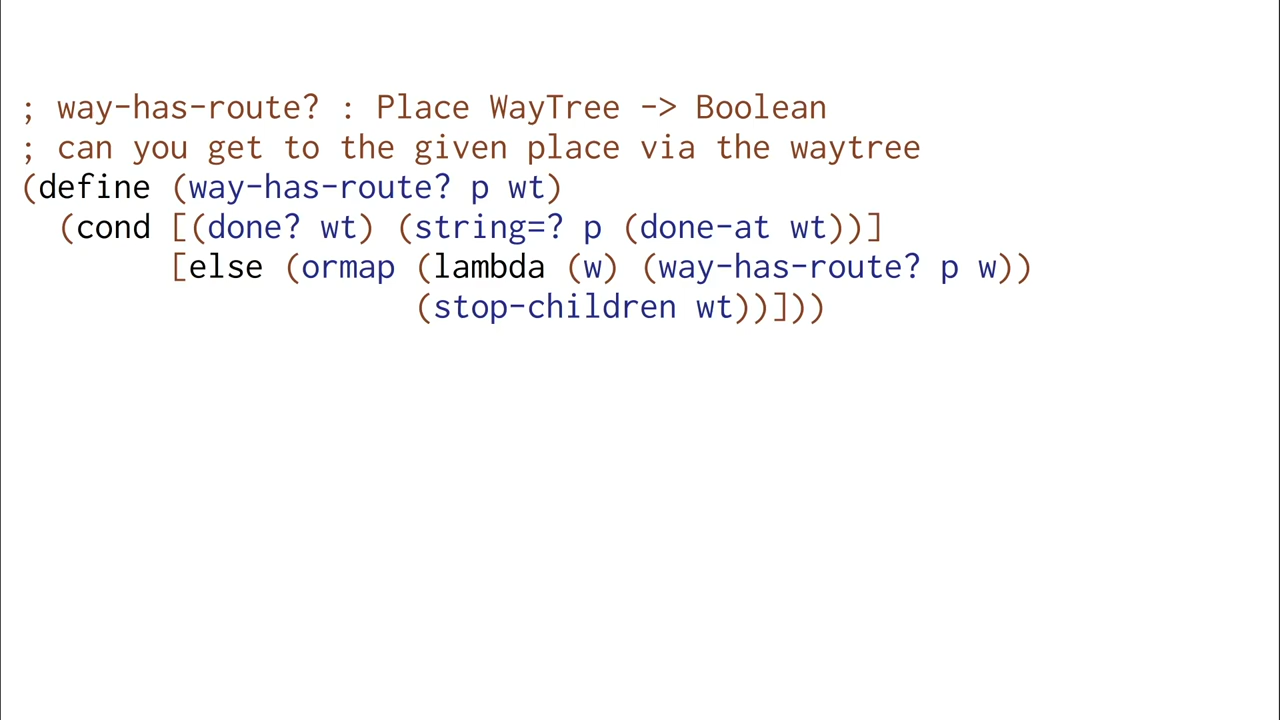 ; way-has-route? : Place WayTree -> Boolean
; can you get to the given place via the waytree
(define (way-has-route? p wt)
  (cond [(done? wt) (string=? p (done-at wt))]
        [else (ormap (lambda (w) (way-has-route? p w))
                     (stop-children wt))]))